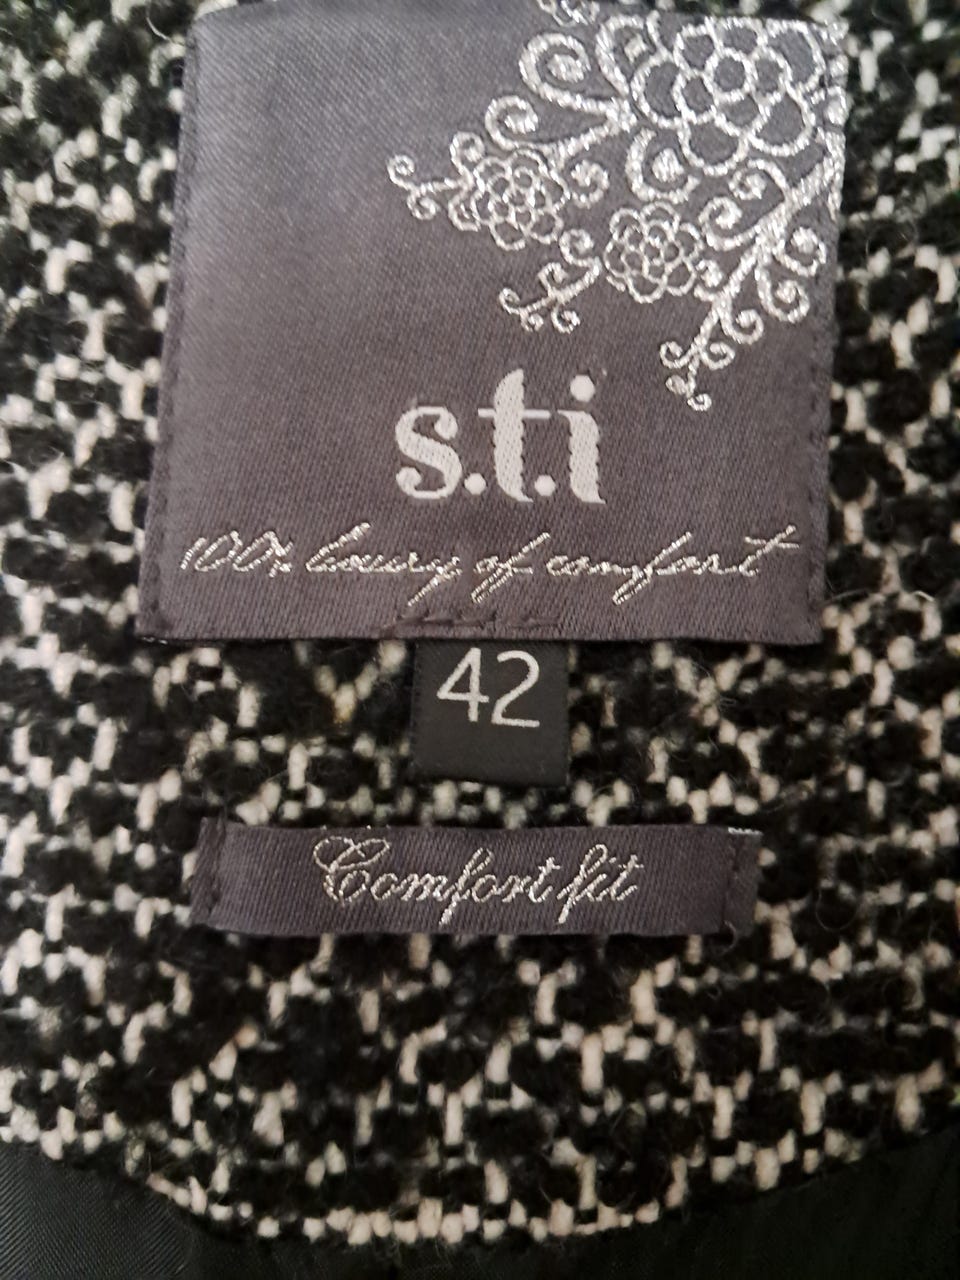 s.t.i
100% luxury of comfort
42
Comfort fit